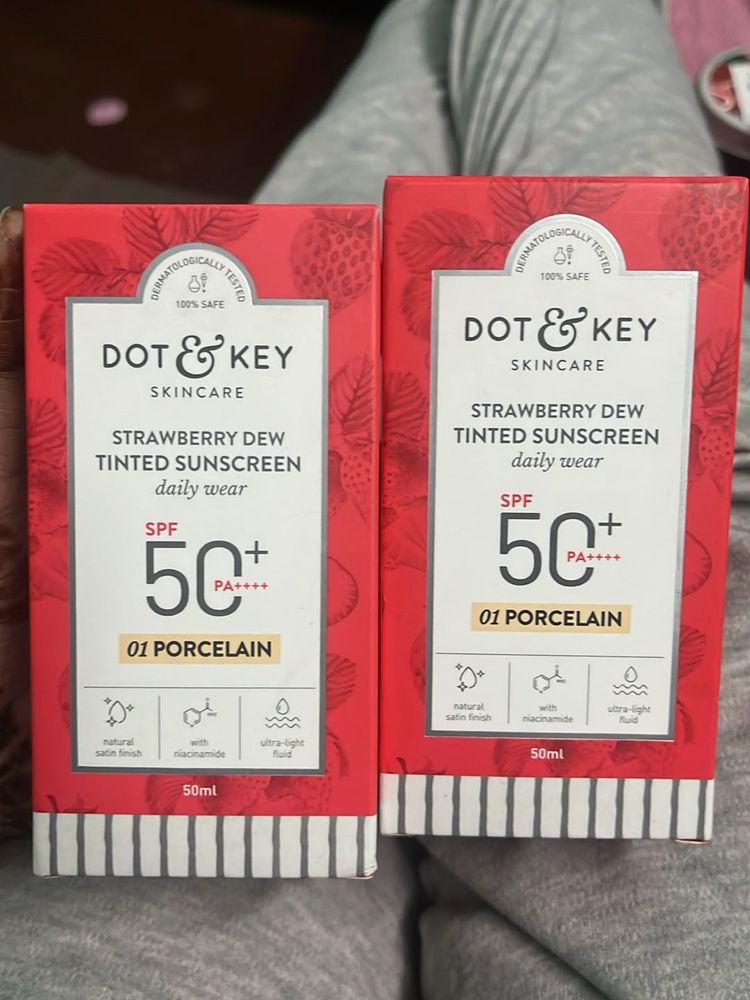 DERMATOLOGICALLY TESTED
100% SAFE
DOT & KEY
SKINCARE
STRAWBERRY DEW
TINTED SUNSCREEN
daily wear
SPF
50+
PA++++
01 PORCELAIN
natural
satin finish
with
niacinamide
ultra-light
fluid
50ml
DERMATOLOGICALLY TESTED
100% SAFE
DOT & KEY
SKINCARE
STRAWBERRY DEW
TINTED SUNSCREEN
daily wear
SPF
50+
PA++++
01 PORCELAIN
natural
satin finish
with
niacinamide
ultra-light
fluid
50ml